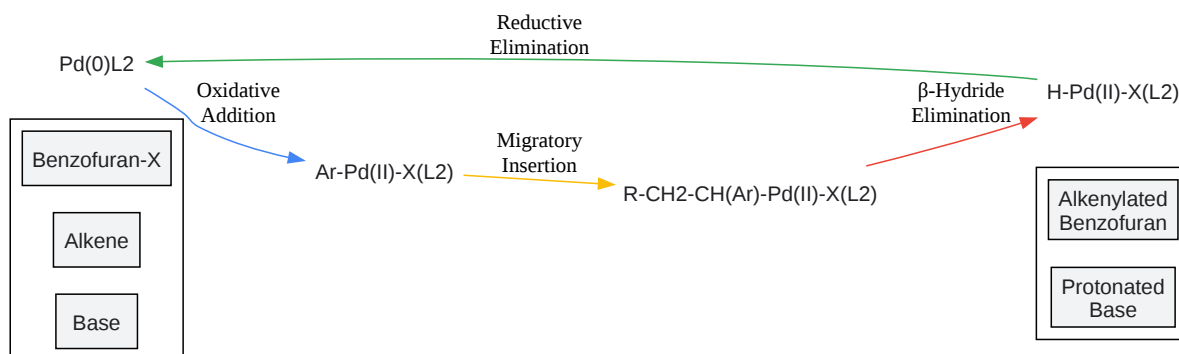 Reductive
Elimination
Pd(0)L2
Oxidative
Addition
β-Hydride
Elimination
H-Pd(II)-X(L2)
Benzofuran-X
Migratory
Insertion
Ar-Pd(II)-X(L2)
R-CH2-CH(Ar)-Pd(II)-X(L2)
Alkene
Base
Alkenylated
Benzofuran
Protonated
Base